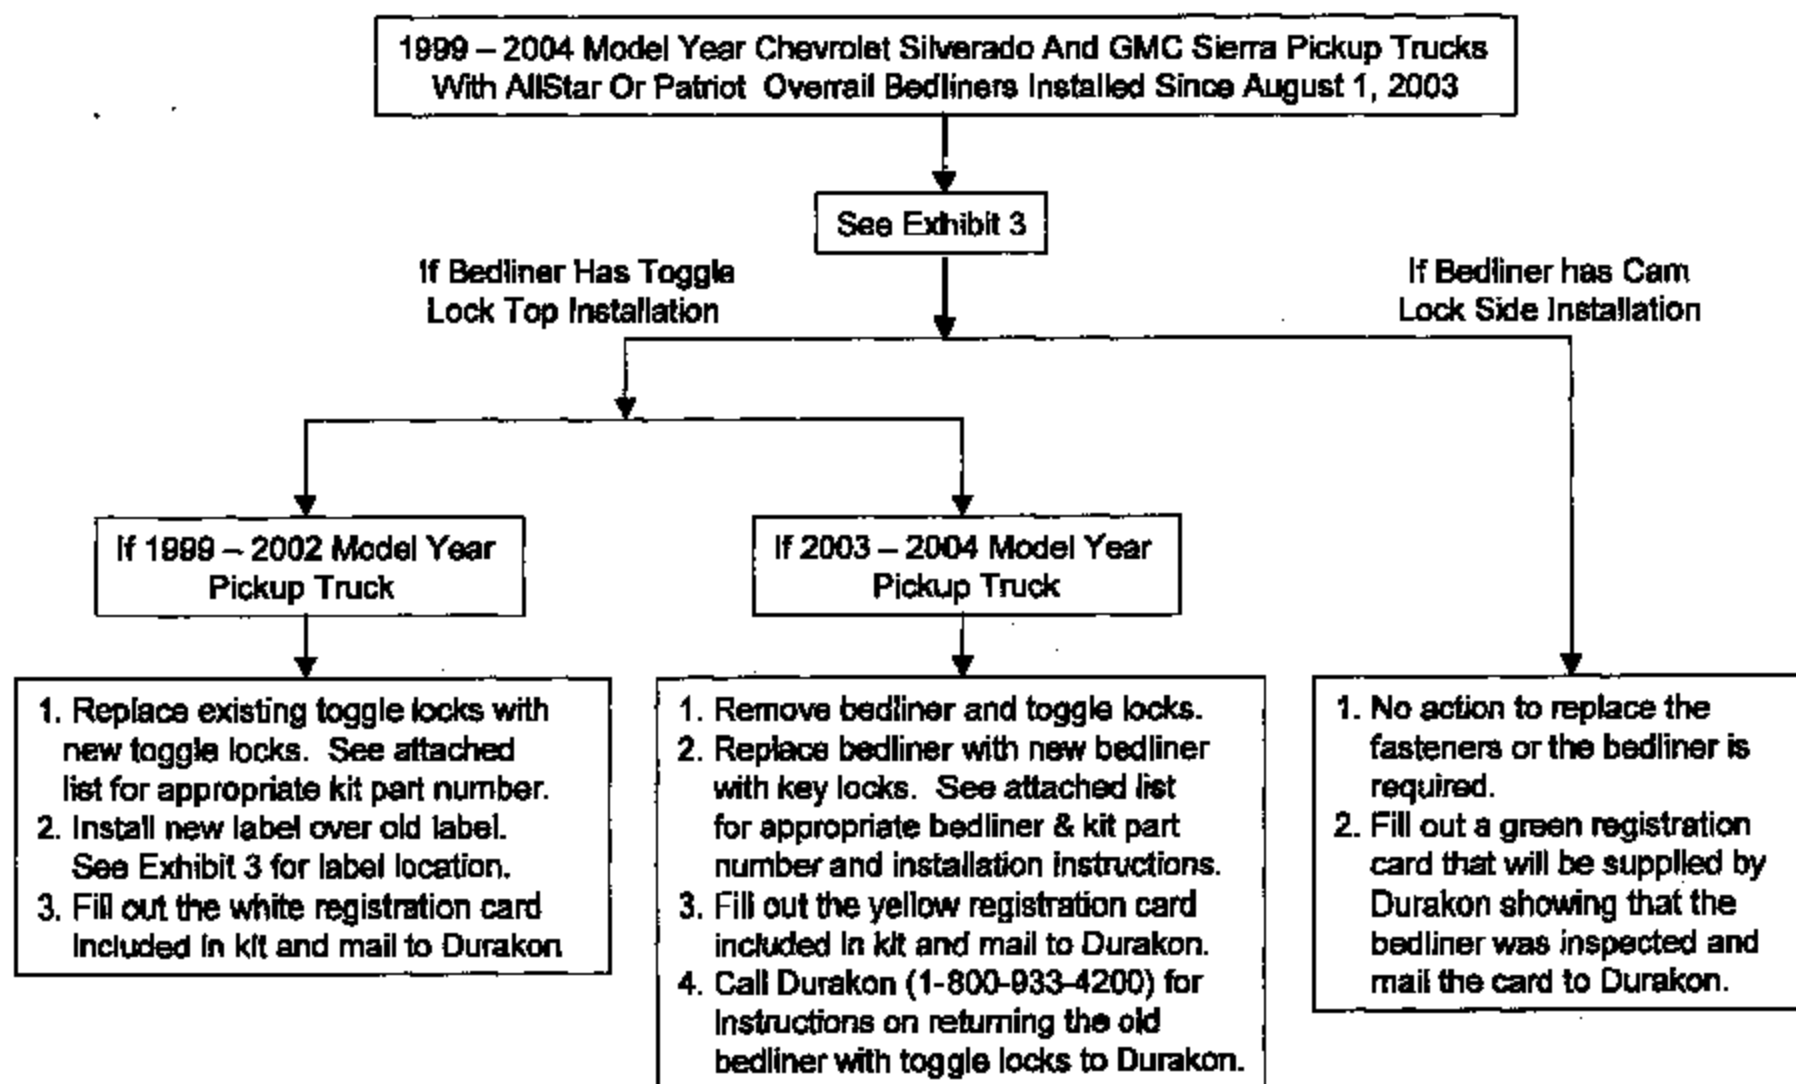 1999 – 2004 Model Year Chevrolet Silverado And GMC Sierra Pickup Trucks
With AllStar Or Patriot Overrail Bedliners Installed Since August 1, 2003
See Exhibit 3
If Bedliner Has Toggle
Lock Top Installation
If Bedliner has Cam
Lock Side Installation
If 1999 – 2002 Model Year
Pickup Truck
If 2003 – 2004 Model Year
Pickup Truck
1. Replace existing toggle locks with
new toggle locks. See attached
list for appropriate kit part number.
2. Install new label over old label.
See Exhibit 3 for label location.
3. Fill out the white registration card
included in kit and mail to Durakon
1. Remove bedliner and toggle locks.
2. Replace bedliner with new bedliner
with key locks. See attached list
for appropriate bedliner & kit part
number and installation instructions.
3. Fill out the yellow registration card
included in kit and mail to Durakon.
4. Call Durakon (1-800-933-4200) for
Instructions on returning the old
bedliner with toggle locks to Durakon.
1. No action to replace the
fasteners or the bedliner is
required.
2. Fill out a green registration
card that will be supplied by
Durakon showing that the
bedliner was inspected and
mail the card to Durakon.